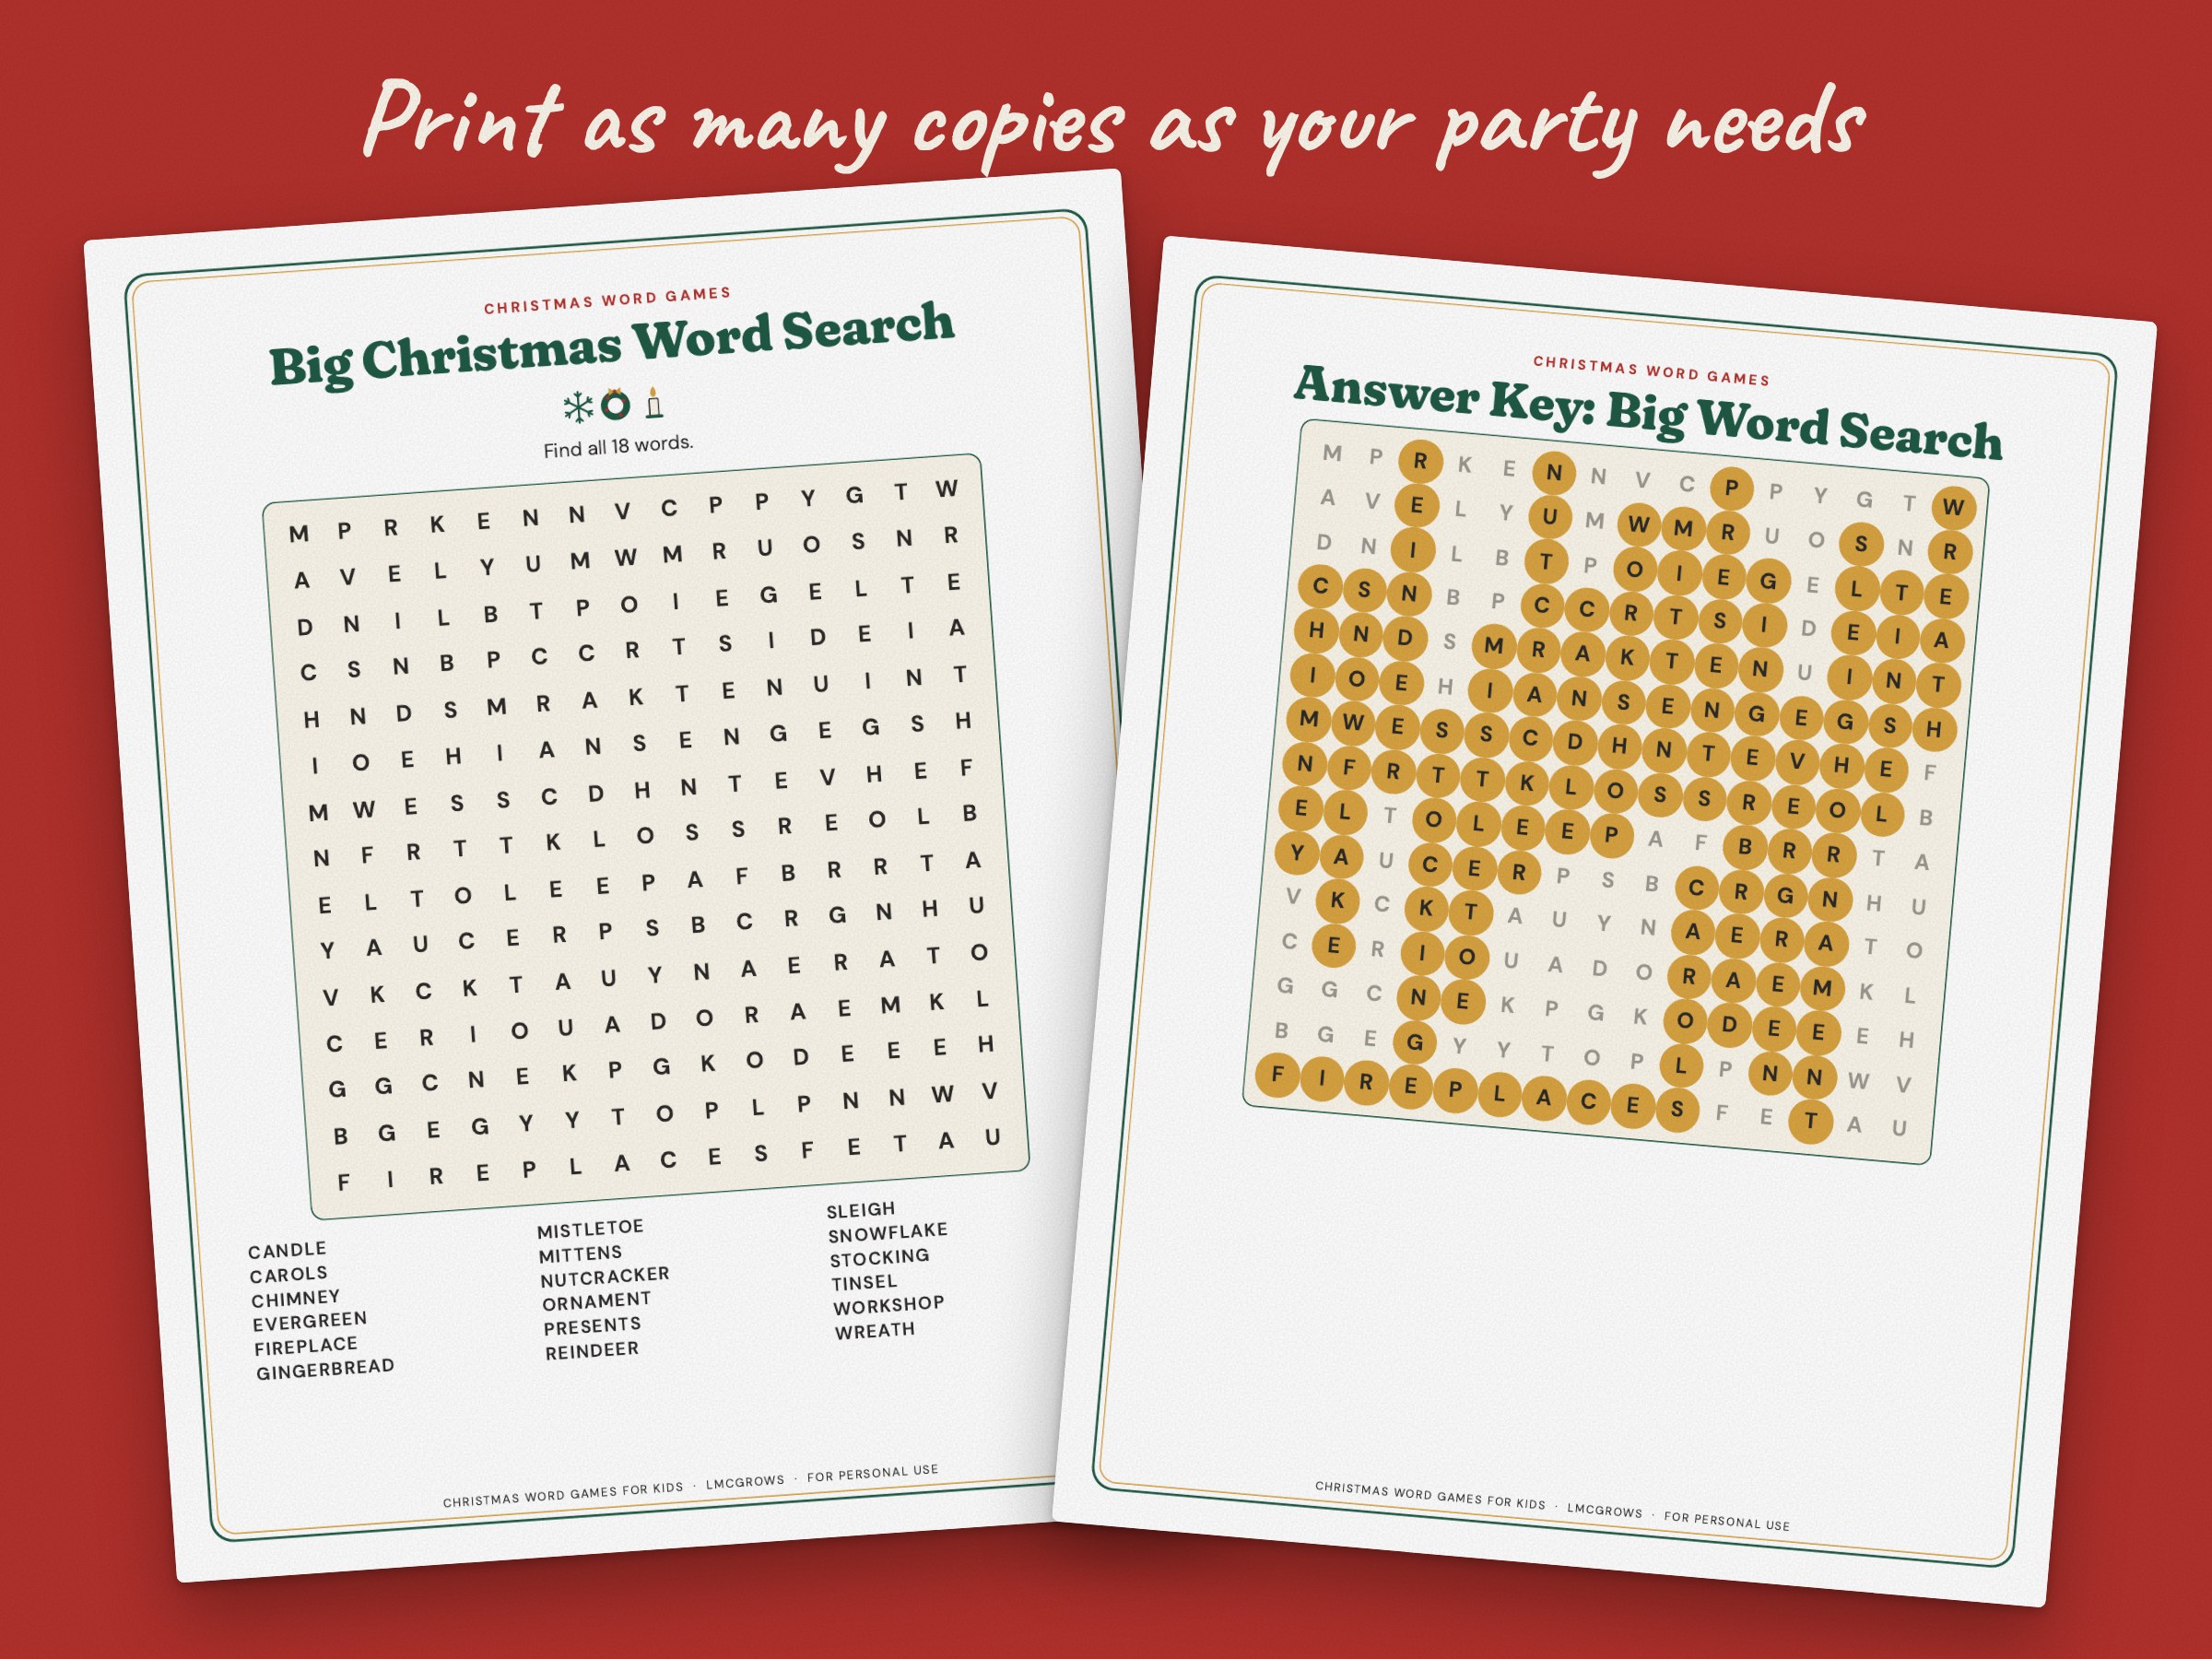 Print as many copies as your party needs
CHRISTMAS WORD GAMES
Big Christmas Word Search
Find all 18 words.
M P R K E N N V C P P Y G T W
A V E L Y U M W M R U O S N R
D N I L B T P O I E G E L T E
C S N B P C C R T S I D E I A
H N D S M R A K T E N U I N T
I O E H I A N S E N G E G S H
M W E S S C D H N T E V H E F
N F R T T K L O S S R E O L B
E L T O L E E P A F B R R T A
Y A U C E R P S B C R G N H U
V K C K T A U Y N A E R A T O
C E R I O U A D O R A E M K L
G G C N E K P G K O D E E E H
B G E G Y Y T O P L P N N W V
F I R E P L A C E S F E T A U
CANDLE
CAROLS
CHIMNEY
EVERGREEN
FIREPLACE
GINGERBREAD
MISTLETOE
MITTENS
NUTCRACKER
ORNAMENT
PRESENTS
REINDEER
SLEIGH
SNOWFLAKE
STOCKING
TINSEL
WORKSHOP
WREATH
CHRISTMAS WORD GAMES FOR KIDS · LMCGROWS · FOR PERSONAL USE
CHRISTMAS WORD GAMES
Answer Key: Big Word Search
M P R K E N N V C P P Y G T W
A V E L Y U M W M R U O S N R
D N I L B T P O I E G E L T E
C S N B P C C R T S I D E I A
H N D S M R A K T E N U I N T
I O E H I A N S E N G E G S H
M W E S S C D H N T E V H E F
N F R T T K L O S S R E O L B
E L T O L E E P A F B R R T A
Y A U C E R P S B C R G N H U
V K C K T A U Y N A E R A T O
C E R I O U A D O R A E M K L
G G C N E K P G K O D E E E H
B G E G Y Y T O P L P N N W V
F I R E P L A C E S F E T A U
CHRISTMAS WORD GAMES FOR KIDS · LMCGROWS · FOR PERSONAL USE